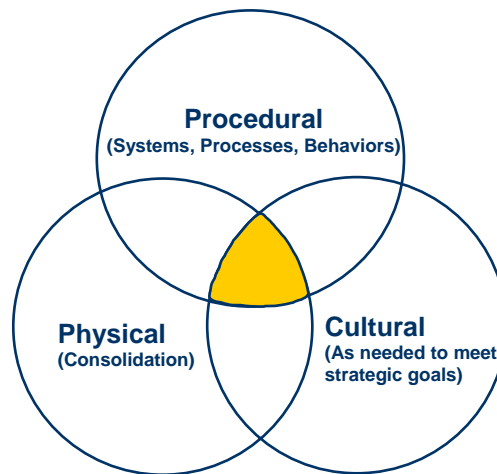 Procedural
(Systems, Processes, Behaviors)
Physical
(Consolidation)
Cultural
(As needed to meet
strategic goals)